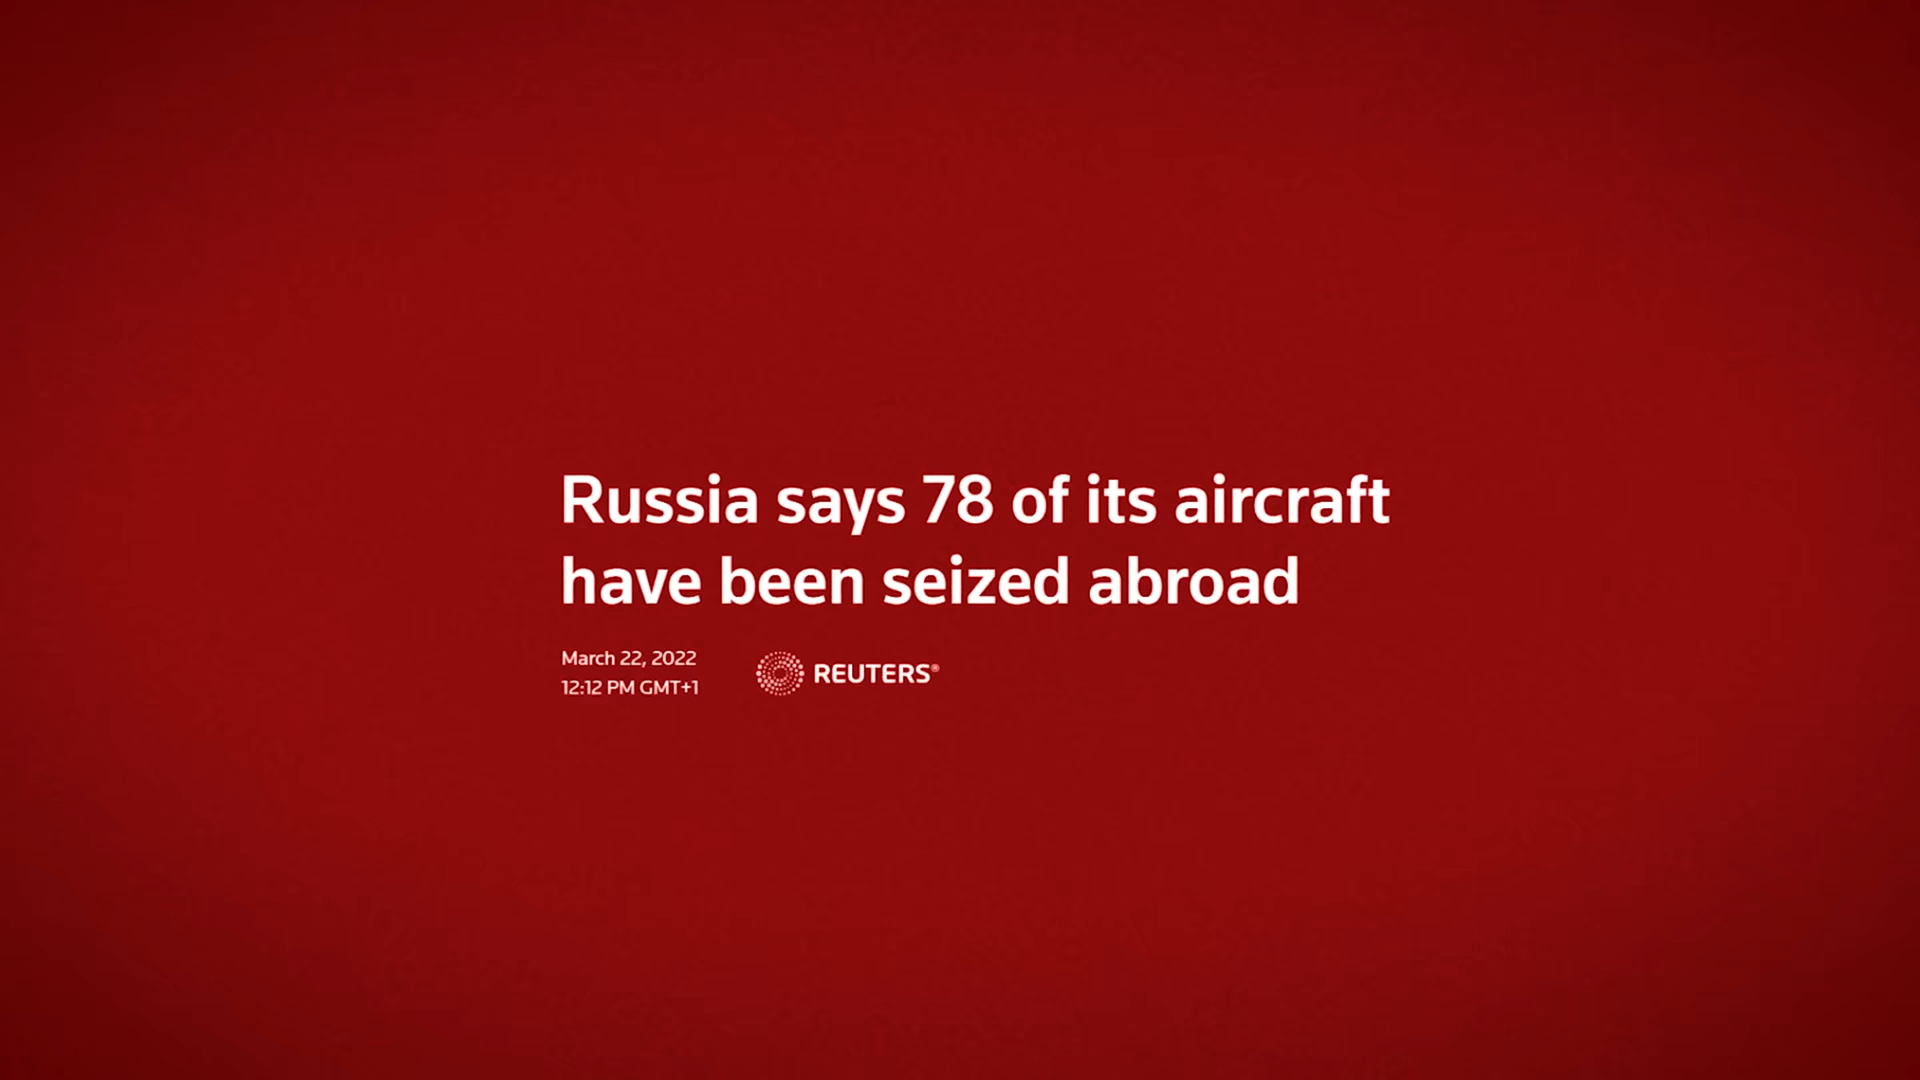 Russia says 78 of its aircraft
have been seized abroad
March 22, 2022
12:12 PM GMT+1
REUTERS®